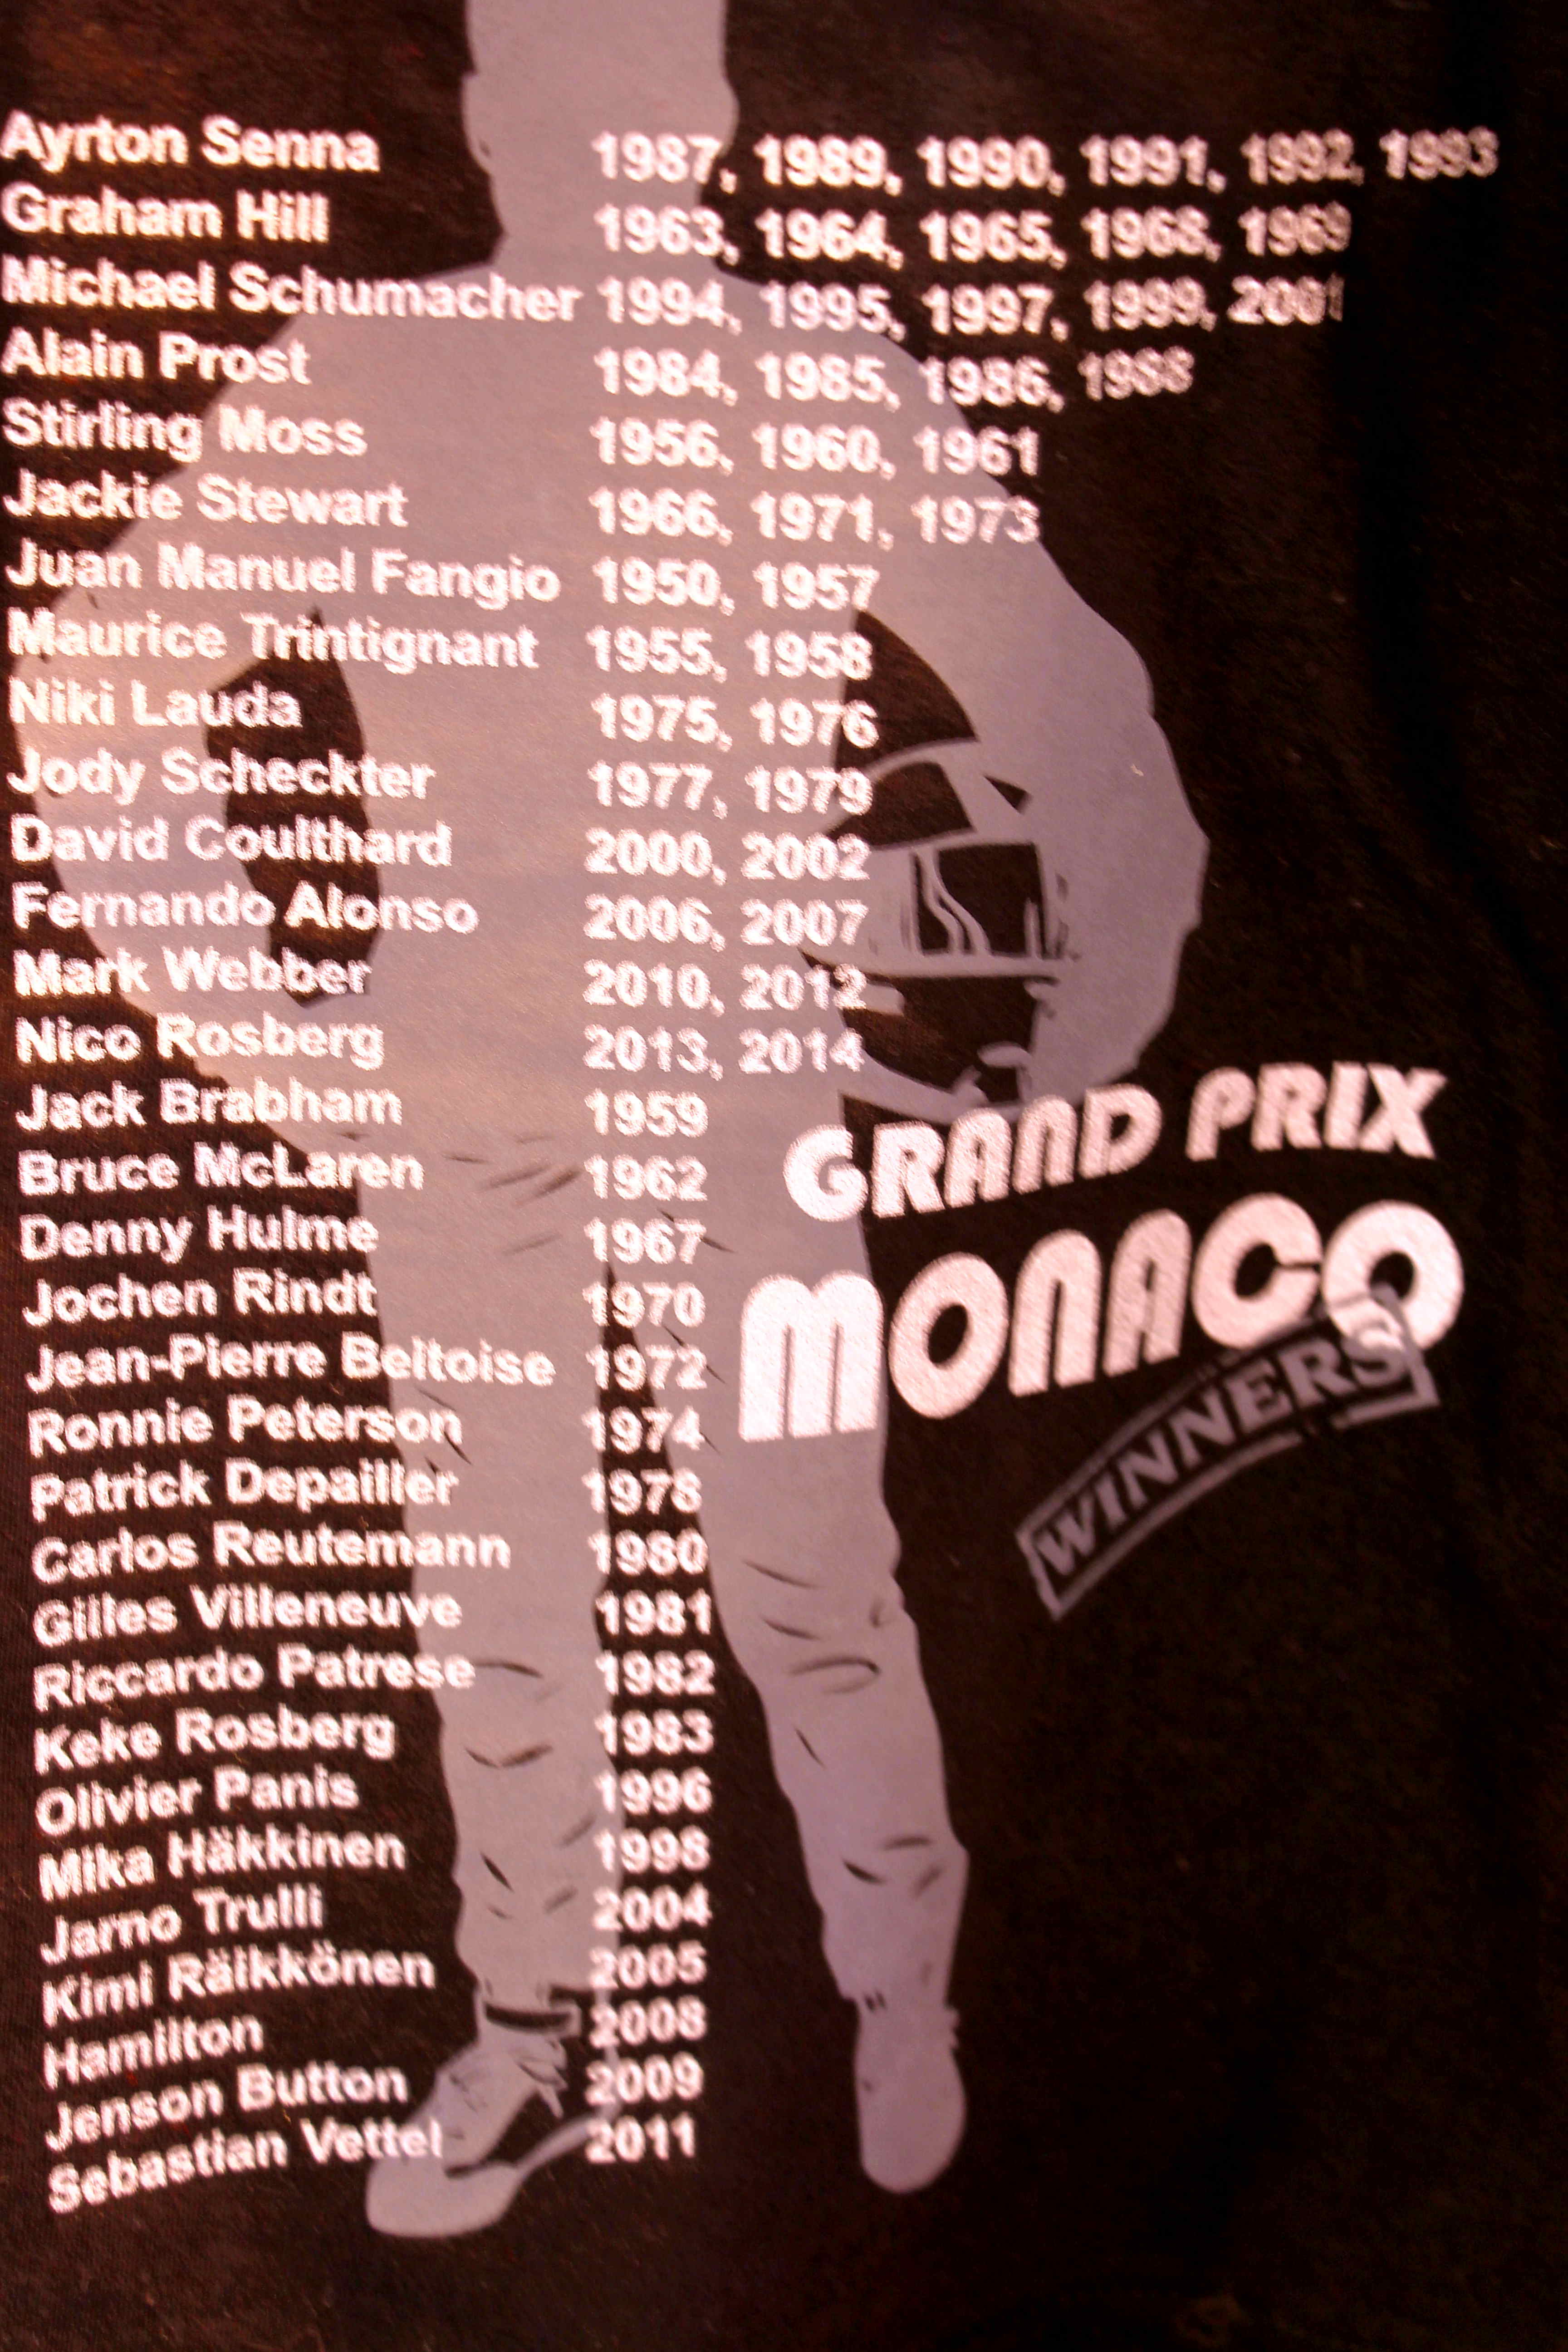 Ayrton Senna 1987, 1989, 1990, 1991, 1992, 1993
Graham Hill 1963, 1964, 1965, 1968, 1969
Michael Schumacher 1994, 1995, 1997, 1999, 2001
Alain Prost 1984, 1985, 1986, 1988
Stirling Moss 1956, 1960, 1961
Jackie Stewart 1966, 1971, 1973
Juan Manuel Fangio 1950, 1957
Maurice Trintignant 1955, 1958
Niki Lauda 1975, 1976
Jody Scheckter 1977, 1979
David Coulthard 2000, 2002
Fernando Alonso 2006, 2007
Mark Webber 2010, 2012
Nico Rosberg 2013, 2014
Jack Brabham 1959
Bruce McLaren 1962
Denny Hulme 1967
Jochen Rindt 1970
Jean-Pierre Beltoise 1972
Ronnie Peterson 1974
Patrick Depailler 1978
Carlos Reutemann 1980
Gilles Villeneuve 1981
Riccardo Patrese 1982
Keke Rosberg 1983
Olivier Panis 1996
Mika Häkkinen 1998
Jarno Trulli 2004
Kimi Räikkönen 2005
Hamilton 2008
Jenson Button 2009
Sebastian Vettel 2011
GRAND PRIX
MONACO
WINNERS